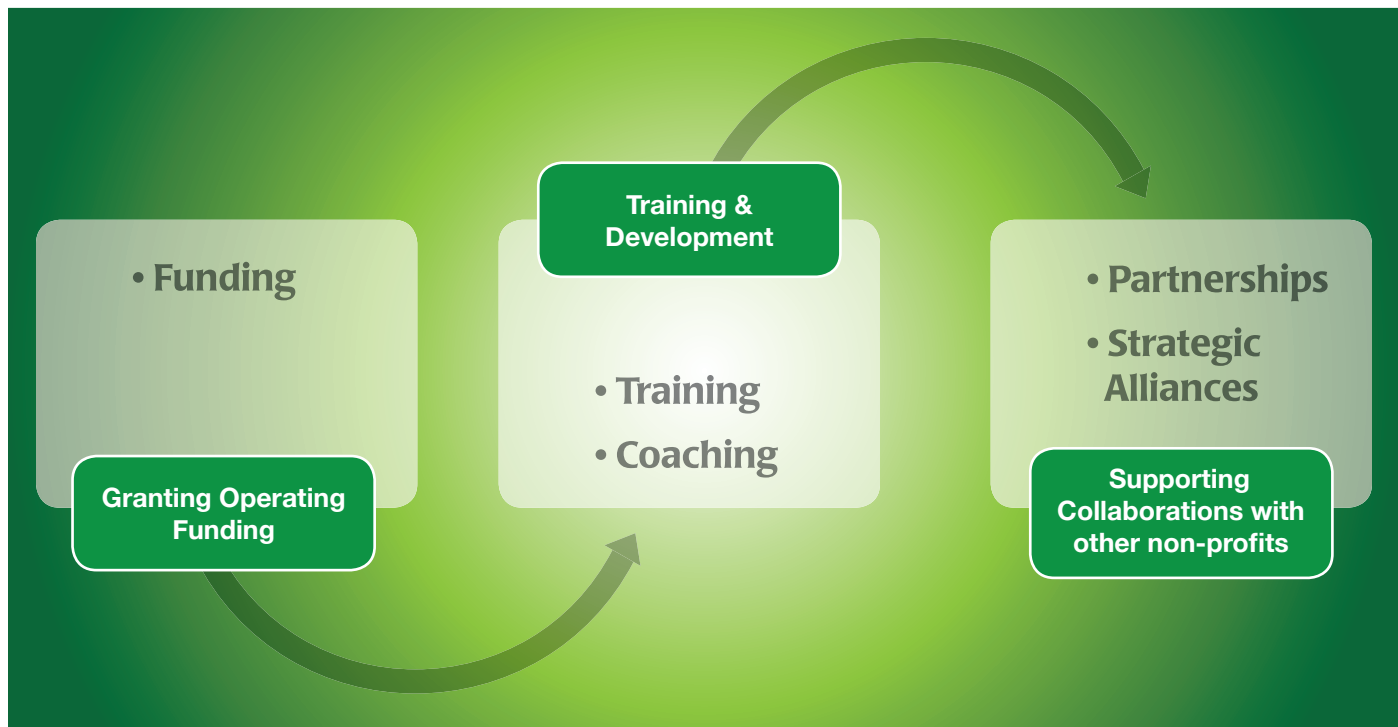 • Funding
Granting Operating
Funding
Training &
Development
• Training
• Coaching
• Partnerships
• Strategic
Alliances
Supporting
Collaborations with
other non-profits